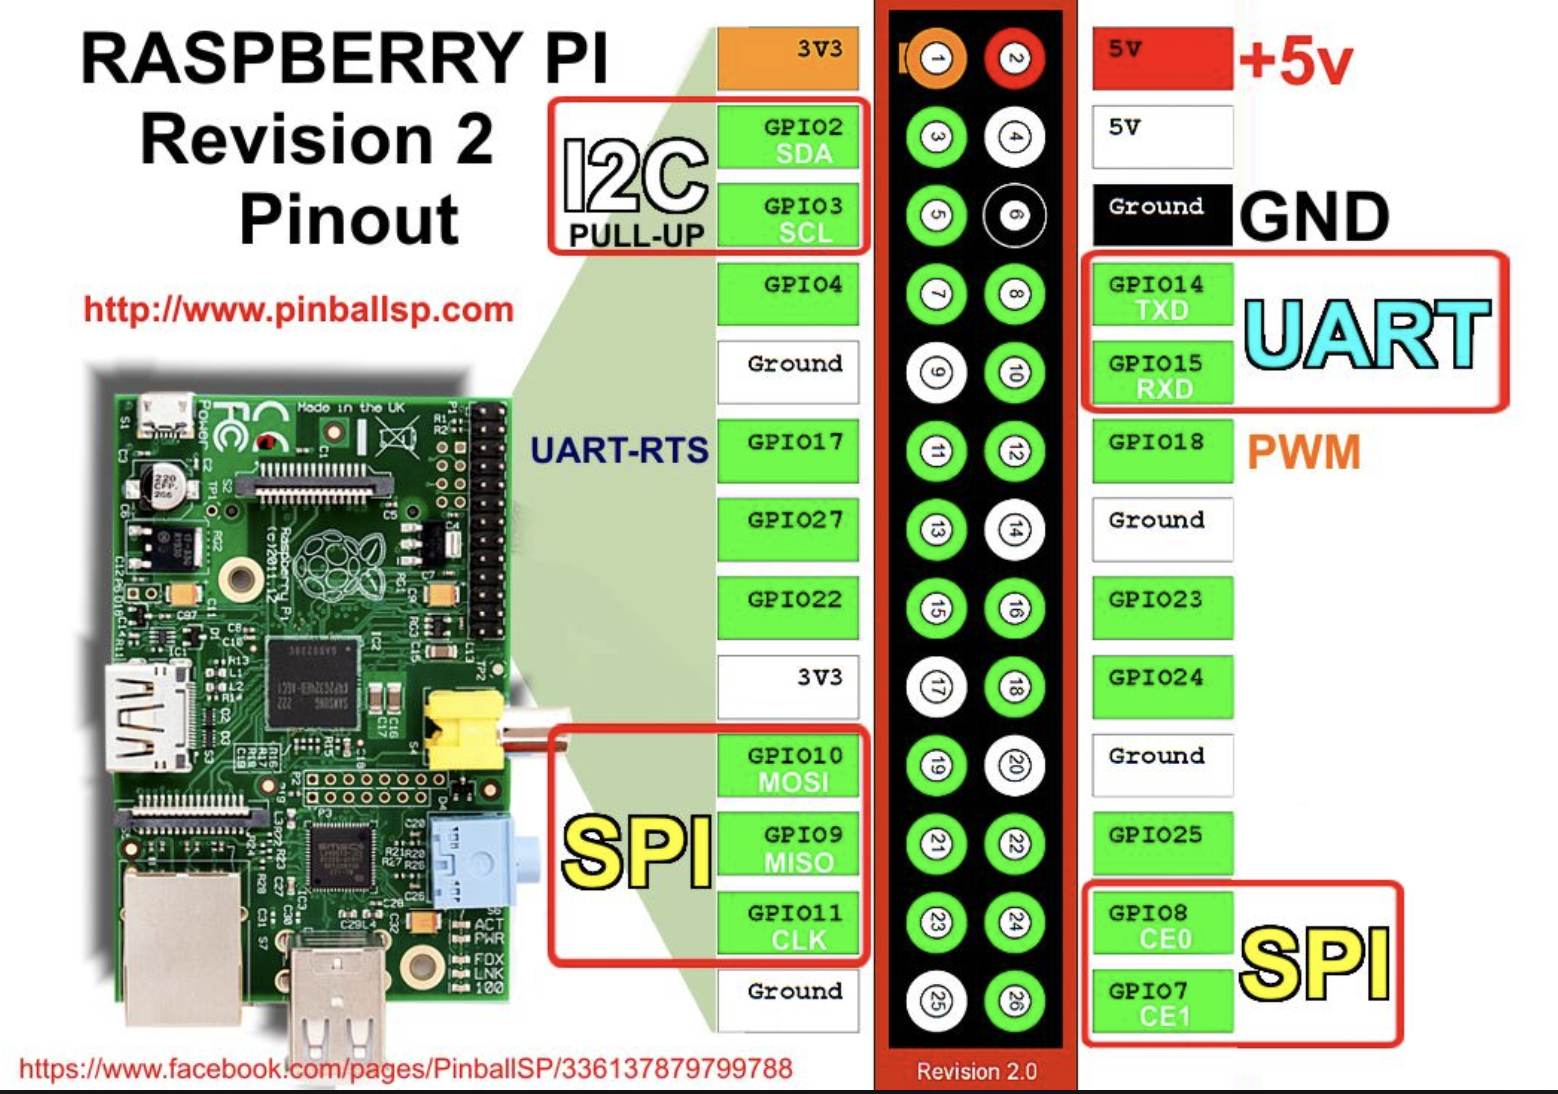 RASPBERRY PI
Revision 2
Pinout
http://www.pinballsp.com
3V3 1 2 5V +5v
I2C
PULL-UP
GPIO2 3 4 5V
SDA
GPIO3 5 6 Ground GND
SCL
GPIO4 7 8 GPIO14
TXD
UART
Ground 9 10 GPIO15
RXD
UART-RTS GPIO17 11 12 GPIO18 PWM
GPIO27 13 14 Ground
GPIO22 15 16 GPIO23
3V3 17 18 GPIO24
SPI
GPIO10 19 20 Ground
MOSI
GPIO9 21 22 GPIO25
MISO
GPIO11 23 24 GPIO8
CLK CE0
SPI
Ground 25 26 GPIO7
CE1
Made in the UK
Power
FC CE
Raspberry Pi
(c)2011.12
SAMSUNG
ACT
PWR
FDX
LNK
100
https://www.facebook.com/pages/PinballSP/336137879799788
Revision 2.0